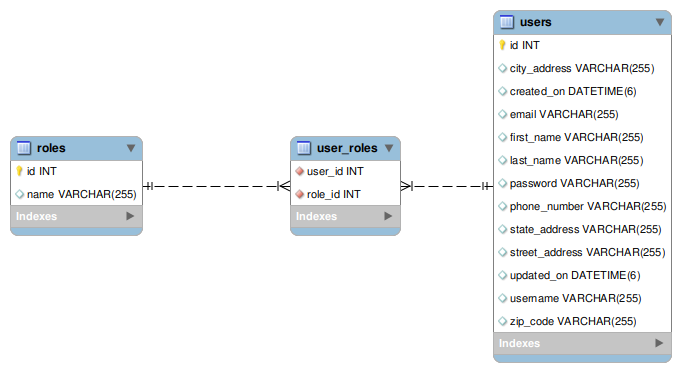 roles
id INT
name VARCHAR(255)
Indexes
user_roles
user_id INT
role_id INT
Indexes
users
id INT
city_address VARCHAR(255)
created_on DATETIME(6)
email VARCHAR(255)
first_name VARCHAR(255)
last_name VARCHAR(255)
password VARCHAR(255)
phone_number VARCHAR(255)
state_address VARCHAR(255)
street_address VARCHAR(255)
updated_on DATETIME(6)
username VARCHAR(255)
zip_code VARCHAR(255)
Indexes